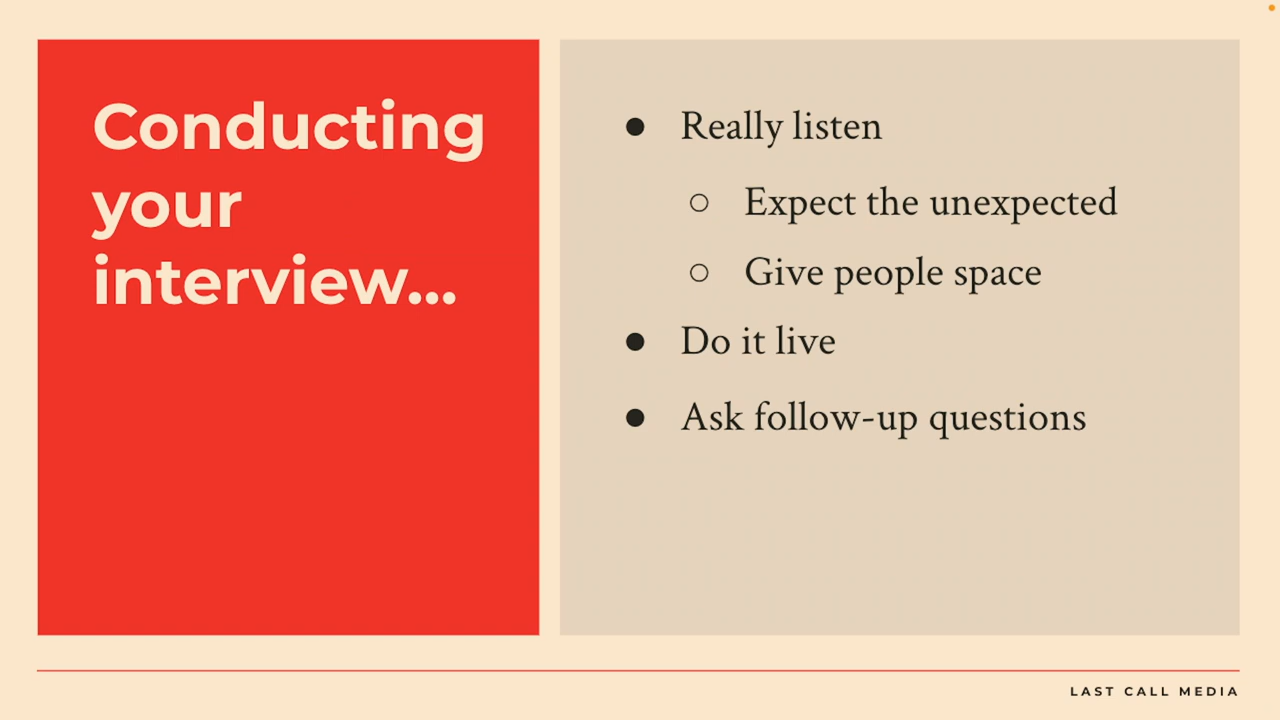 Conducting
your
interview...
● Really listen
○ Expect the unexpected
○ Give people space
● Do it live
● Ask follow-up questions
LAST CALL MEDIA